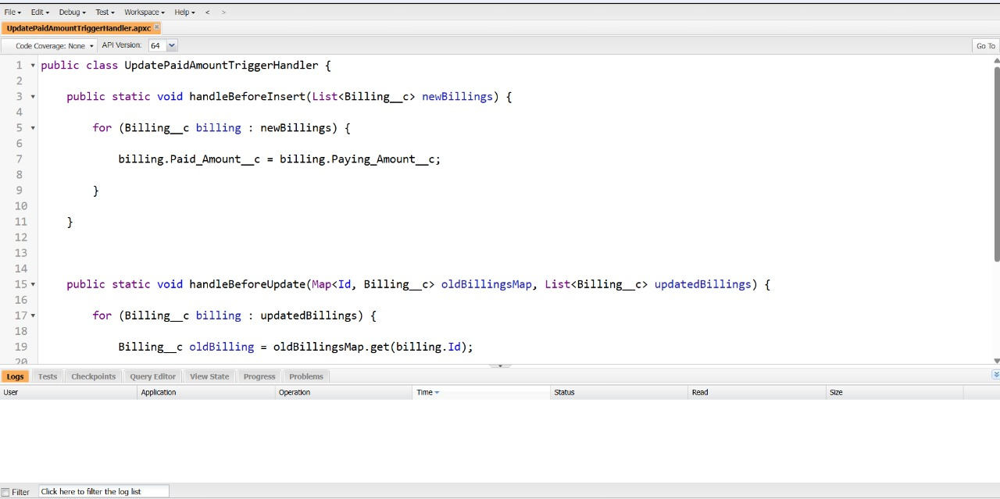 File Edit Debug Test Workspace Help < >
UpdatePaidAmountTriggerHandler.apxc
Code Coverage: None API Version: 64 Go To
1 public class UpdatePaidAmountTriggerHandler {
2
3 public static void handleBeforeInsert(List<Billing__c> newBillings) {
4
5 for (Billing__c billing : newBillings) {
6
7 billing.Paid_Amount__c = billing.Paying_Amount__c;
8
9 }
10
11 }
12
13
14
15 public static void handleBeforeUpdate(Map<Id, Billing__c> oldBillingsMap, List<Billing__c> updatedBillings) {
16
17 for (Billing__c billing : updatedBillings) {
18
19 Billing__c oldBilling = oldBillingsMap.get(billing.Id);
20
Logs Tests Checkpoints Query Editor View State Progress Problems
User Application Operation Time Status Read Size
Filter Click here to filter the log list